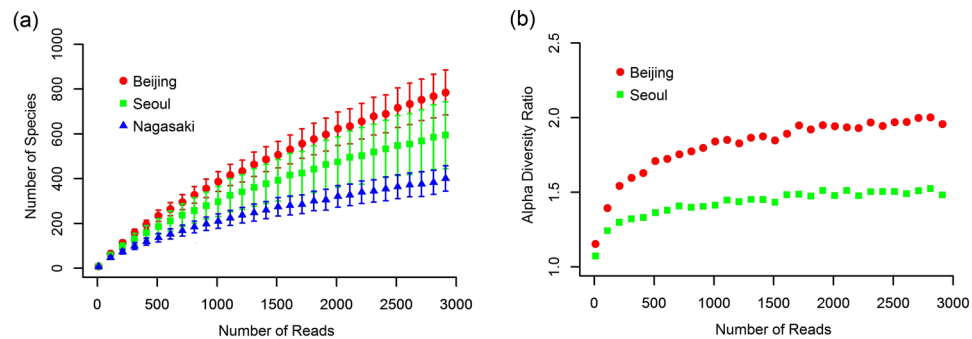 (a)
Number of Species
1000
800
600
400
200
0
Beijing
Seoul
Nagasaki
0 500 1000 1500 2000 2500 3000
Number of Reads
(b)
Alpha Diversity Ratio
2.5
2.0
1.5
1.0
Beijing
Seoul
0 500 1000 1500 2000 2500 3000
Number of Reads